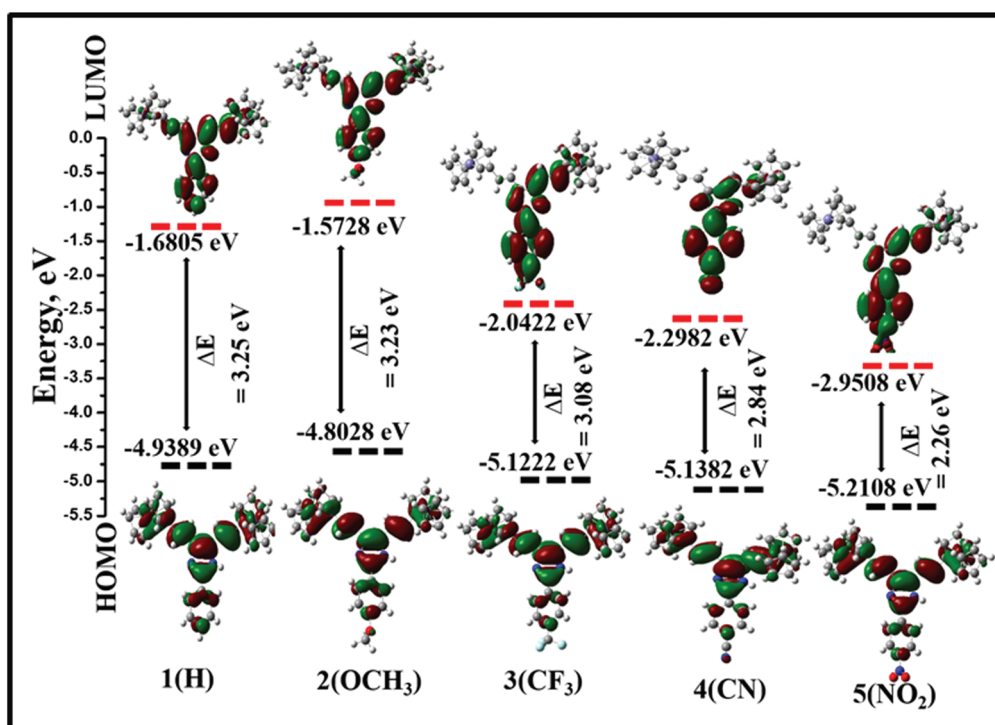 LUMO
HOMO
Energy, eV
0.0
-0.5
-1.0
-1.5
-2.0
-2.5
-3.0
-3.5
-4.0
-4.5
-5.0
-5.5
-1.6805 eV
ΔE
= 3.25 eV
-4.9389 eV
1(H)
-1.5728 eV
ΔE
= 3.23 eV
-4.8028 eV
2(OCH₃)
-2.0422 eV
ΔE
= 3.08 eV
-5.1222 eV
3(CF₃)
-2.2982 eV
ΔE
= 2.84 eV
-5.1382 eV
4(CN)
-2.9508 eV
ΔE
= 2.26 eV
-5.2108 eV
5(NO₂)